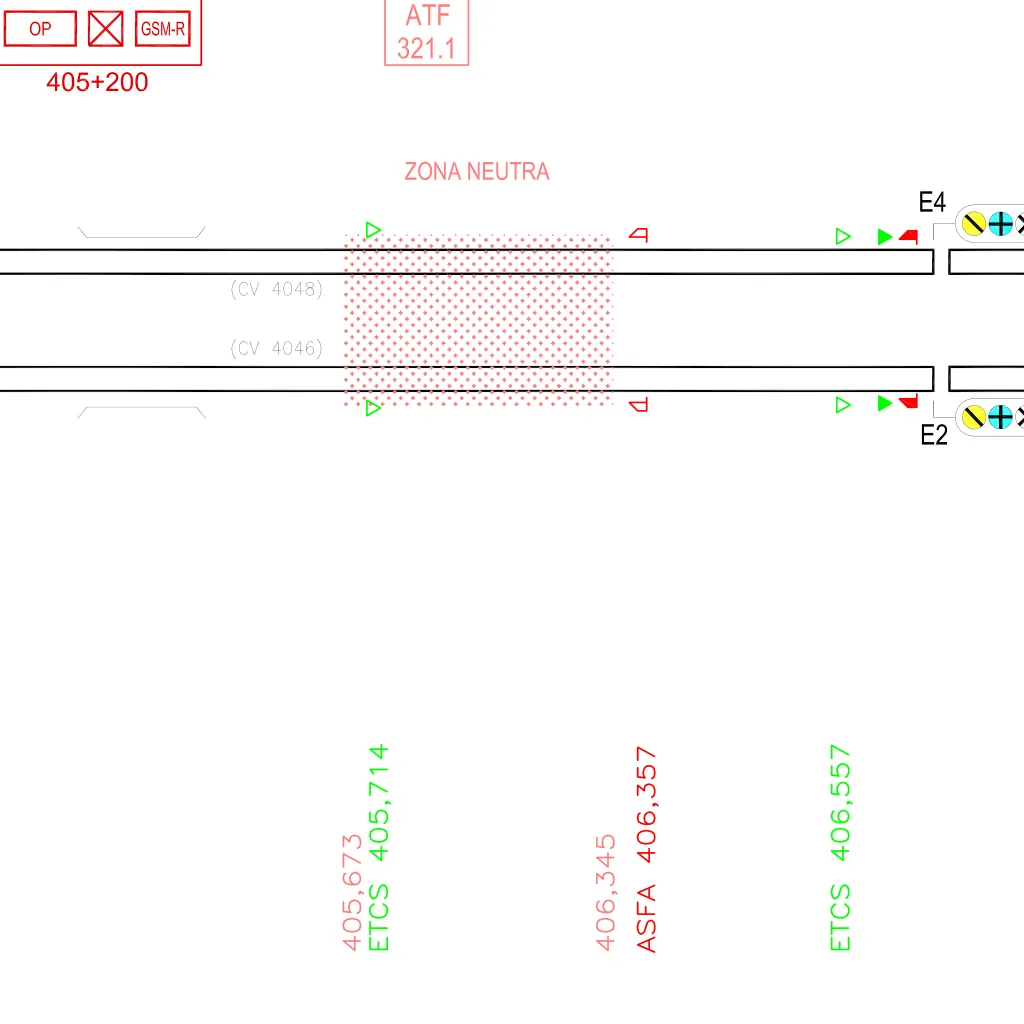 OP
GSM-R
405+200
ATF
321.1
ZONA NEUTRA
E4
(CV 4048)
(CV 4046)
E2
405,673
ETCS 405,714
406,345
ASFA 406,357
ETCS 406,557